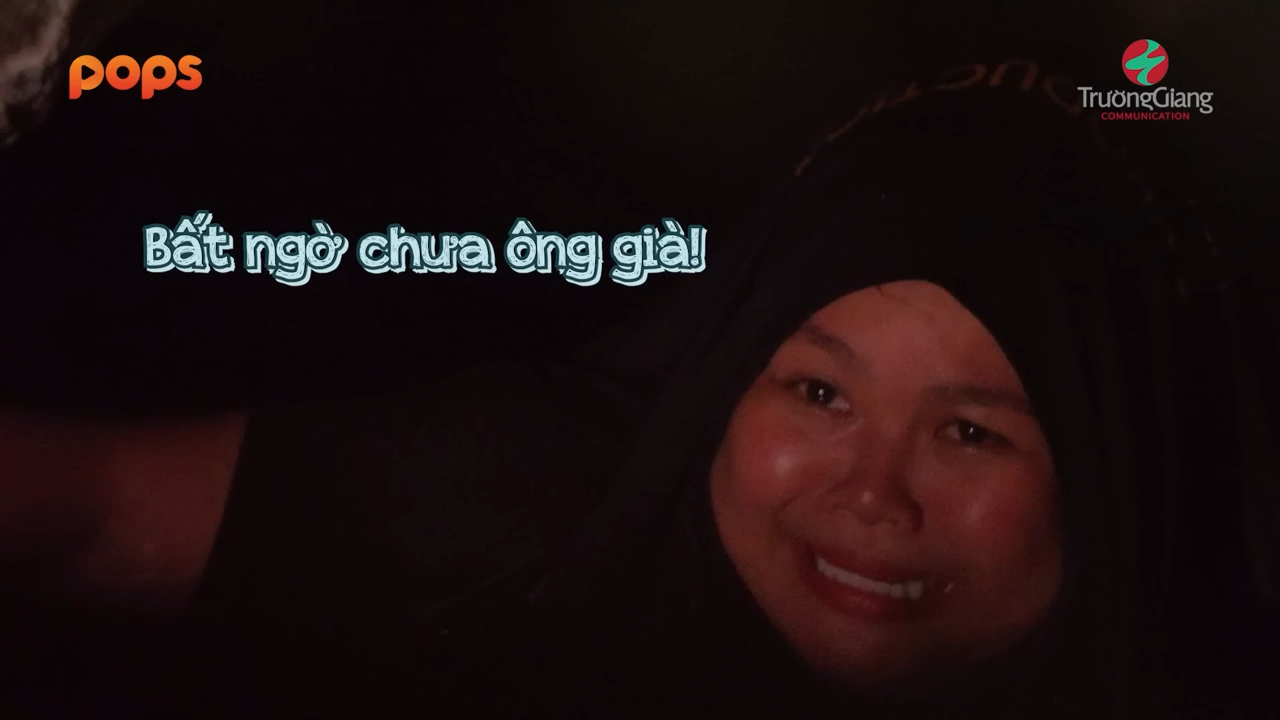 pops
TrườngGiang
COMMUNICATION
Bất ngờ chưa ông già!